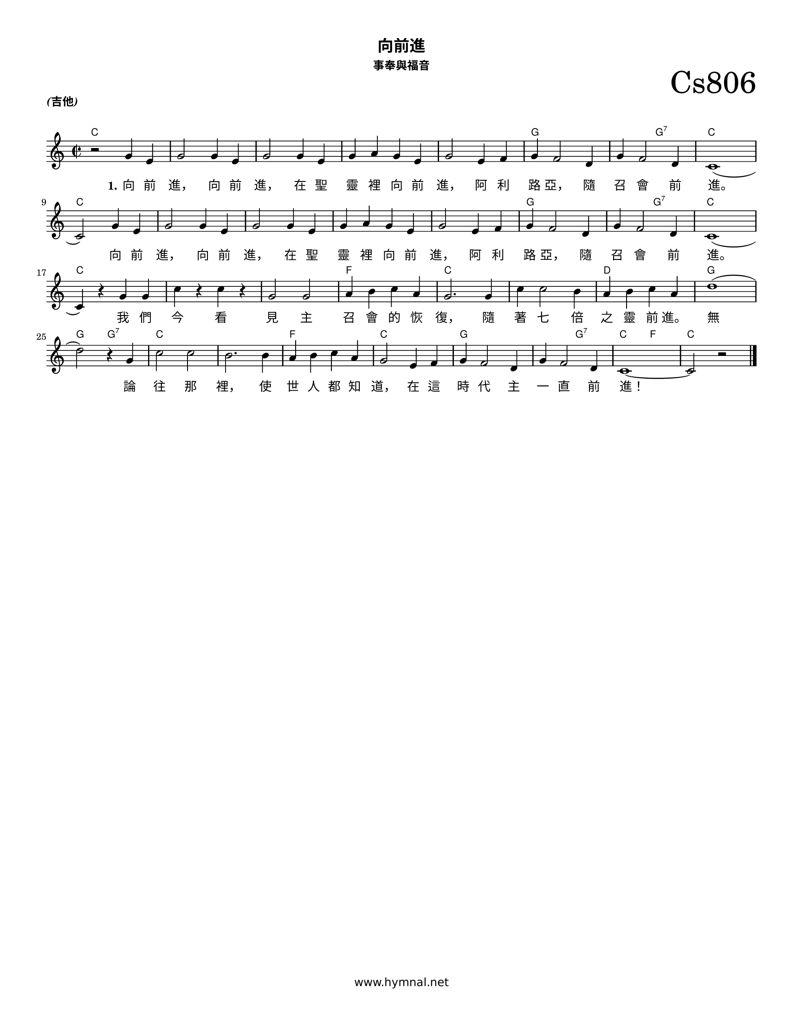 向前進
事奉與福音
Cs806
(吉他)
C G G7 C
1. 向 前 進， 向 前 進， 在 聖 靈 裡 向 前 進， 阿 利 路 亞， 隨 召 會 前 進。
9 C G G7 C
向 前 進， 向 前 進， 在 聖 靈 裡 向 前 進， 阿 利 路 亞， 隨 召 會 前 進。
17 C F C D G
我 們 今 看 見 主 召 會 的 恢 復， 隨 著 七 倍 之 靈 前 進。 無
25 G G7 C F C G G7 C F C
論 往 那 裡， 使 世 人 都 知 道， 在 這 時 代 主 一 直 前 進！
www.hymnal.net